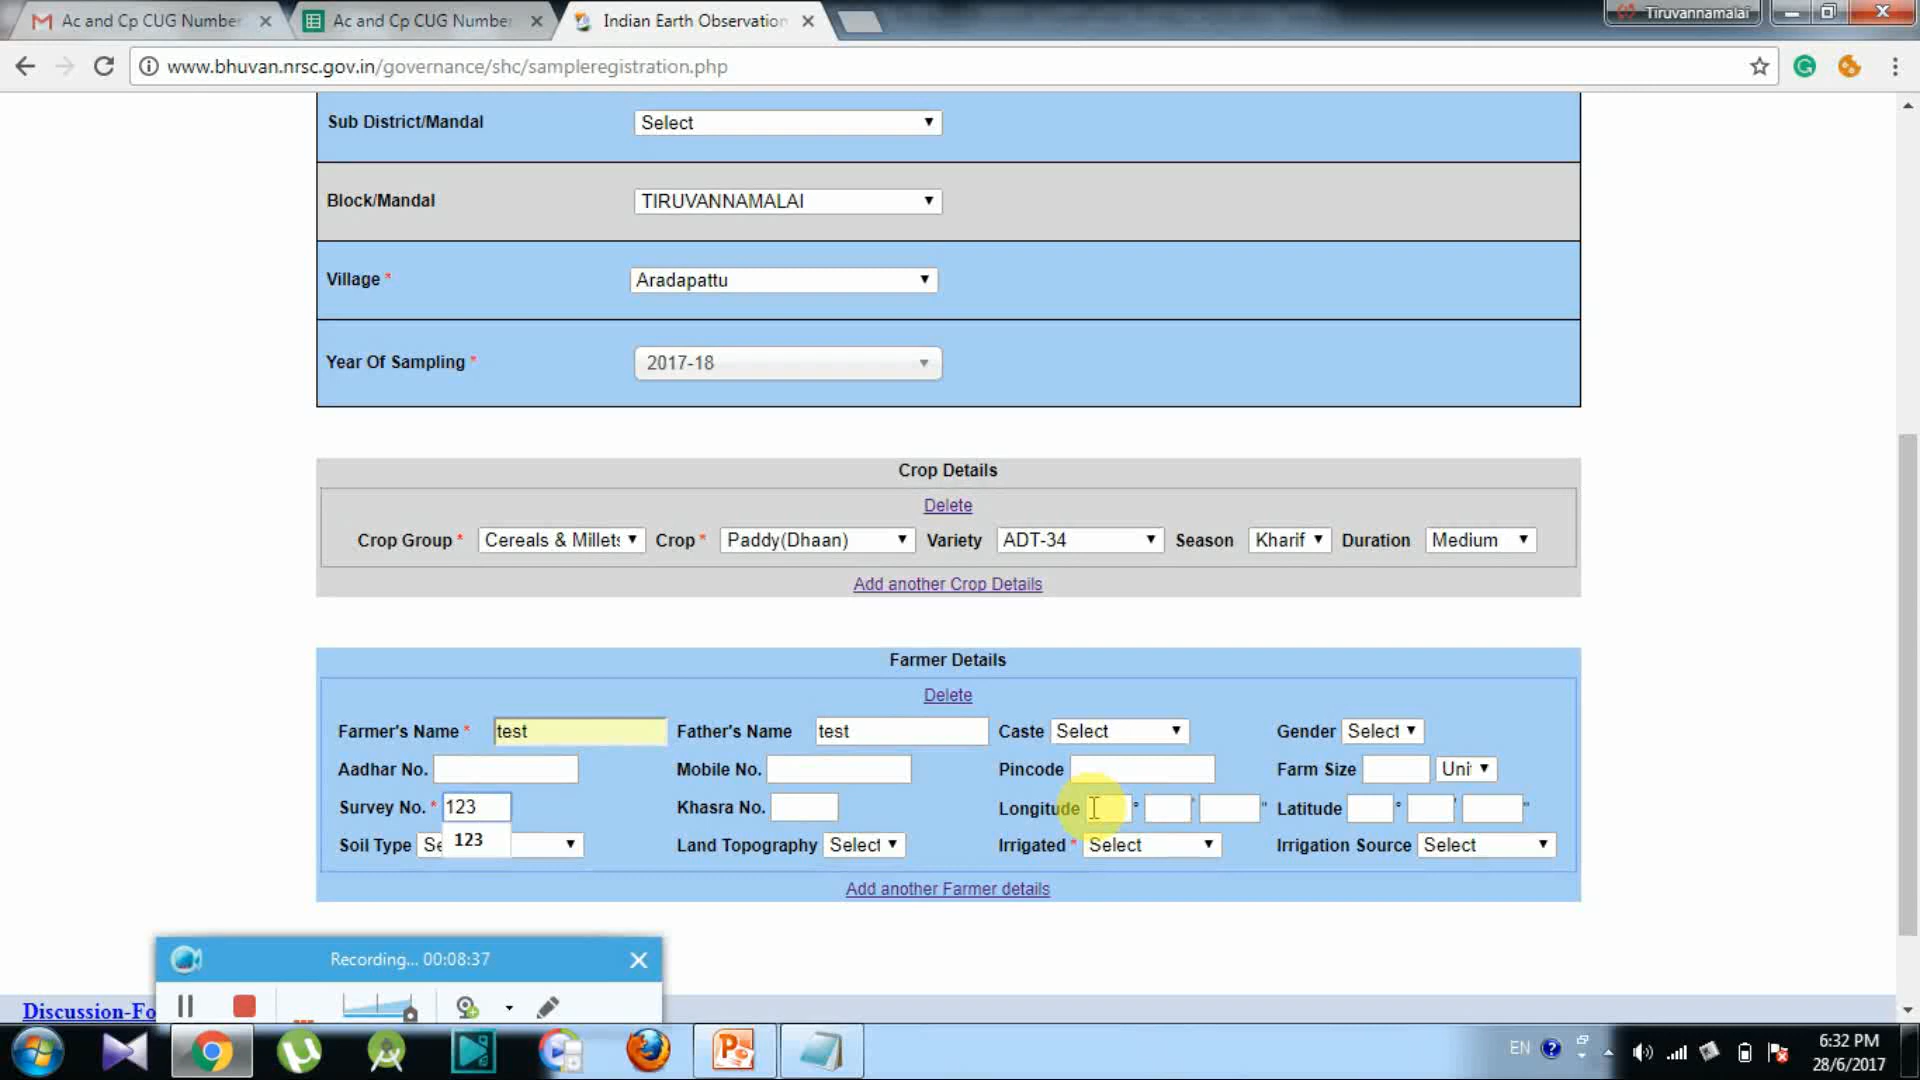 Ac and Cp CUG Number
Ac and Cp CUG Number
Indian Earth Observation
Tiruvannamalai
www.bhuvan.nrsc.gov.in/governance/shc/sampleregistration.php
Sub District/Mandal Select
Block/Mandal TIRUVANNAMALAI
Village * Aradapattu
Year Of Sampling * 2017-18
Crop Details
Delete
Crop Group * Cereals & Millets Crop * Paddy(Dhaan) Variety ADT-34 Season Kharif Duration Medium
Add another Crop Details
Farmer Details
Delete
Farmer's Name * test Father's Name test Caste Select Gender Select
Aadhar No. Mobile No. Pincode Farm Size Uni
Survey No. * 123 Khasra No. Longitude ° ' " Latitude ° ' "
123
Soil Type Se Land Topography Select Irrigated * Select Irrigation Source Select
Add another Farmer details
Recording... 00:08:37
Discussion-Fo
EN
6:32 PM
28/6/2017